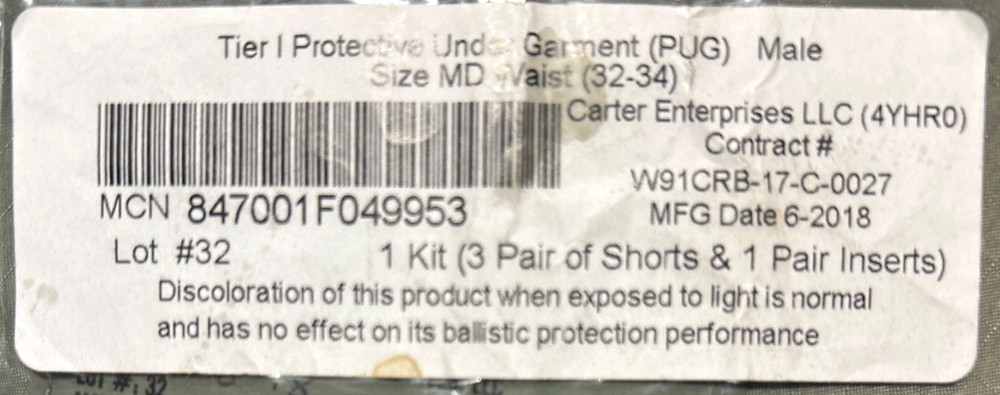 Tier I Protective Under Garment (PUG) Male
Size MD Waist (32-34)
Carter Enterprises LLC (4YHR0)
Contract #
W91CRB-17-C-0027
MFG Date 6-2018
MCN 847001F049953
Lot #32 1 Kit (3 Pair of Shorts & 1 Pair Inserts)
Discoloration of this product when exposed to light is normal
and has no effect on its ballistic protection performance
LOT #: 32